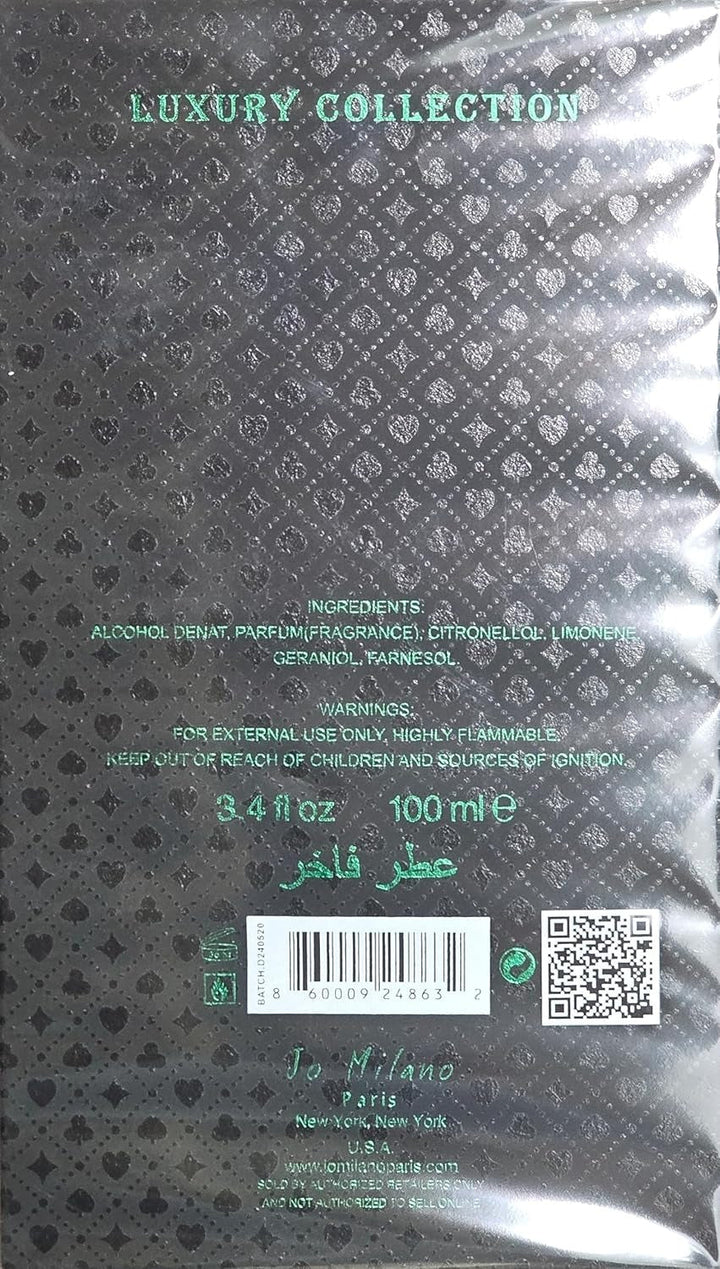 LUXURY COLLECTION
INGREDIENTS:
ALCOHOL DENAT, PARFUM(FRAGRANCE), CITRONELLOL, LIMONENE,
GERANIOL, FARNESOL.
WARNINGS:
FOR EXTERNAL USE ONLY, HIGHLY FLAMMABLE.
KEEP OUT OF REACH OF CHILDREN AND SOURCES OF IGNITION.
3.4 fl oz 100 ml e
عطر فاخر
BATCH.D240520
8 60009 24863 2
Jo Milano
Paris
New York, New York
U.S.A.
www.jomilanoparis.com
SOLD BY AUTHORIZED RETAILERS ONLY
AND NOT AUTHORIZED TO SELL ONLINE